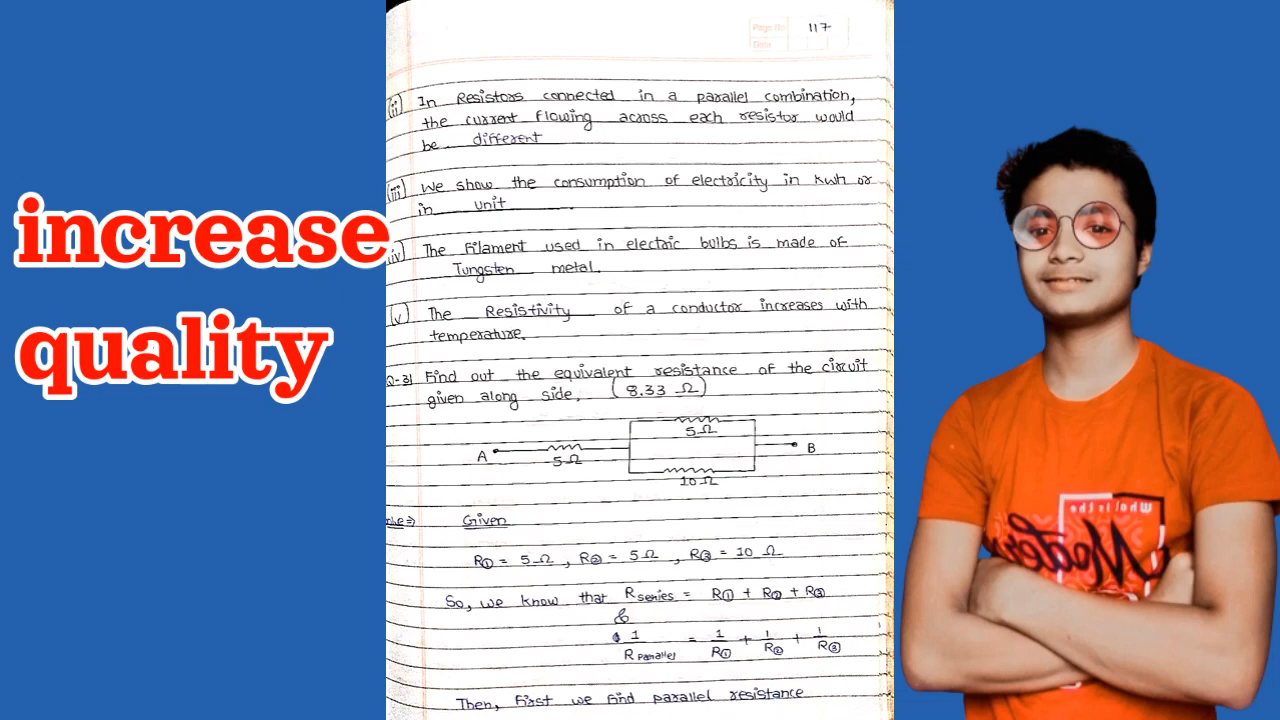 increase
quality
Page No. 117
Date
(ii) In Resistors connected in a parallel combination,
the current flowing across each resistor would
be different
(iii) We show the consumption of electricity in kwh or
in unit
(iv) The filament used in electric bulbs is made of
Tungsten metal.
(v) The Resistivity of a conductor increases with
temperature.
Q-3) Find out the equivalent resistance of the circuit
given along side. (8.33 Ω)
5Ω
A 5Ω B
10Ω
Given
R① = 5Ω, R② = 5Ω, R③ = 10 Ω
So, we know that R series = R① + R② + R③
&
1/R parallel = 1/R① + 1/R② + 1/R③
Then, first we find parallel resistance